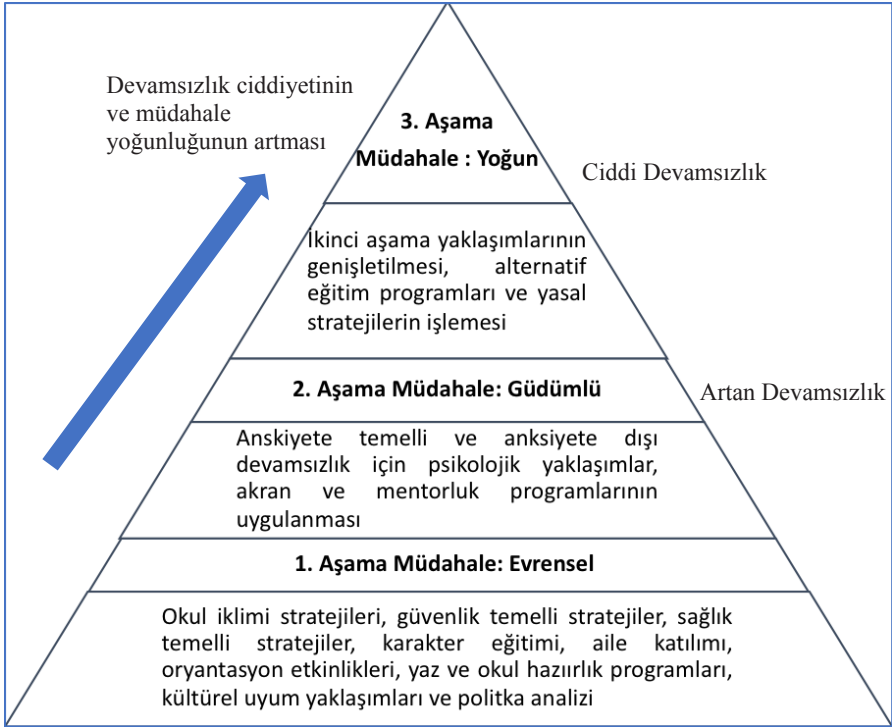 Devamsızlık ciddiyetinin
ve müdahale
yoğunluğunun artması
3. Aşama
Müdahale : Yoğun
Ciddi Devamsızlık
İkinci aşama yaklaşımlarının
genişletilmesi, alternatif
eğitim programları ve yasal
stratejilerin işlemesi
2. Aşama Müdahale: Güdümlü
Artan Devamsızlık
Anskiyete temelli ve anksiyete dışı
devamsızlık için psikolojik yaklaşımlar,
akran ve mentorluk programlarının
uygulanması
1. Aşama Müdahale: Evrensel
Okul iklimi stratejileri, güvenlik temelli stratejiler, sağlık
temelli stratejiler, karakter eğitimi, aile katılımı,
oryantasyon etkinlikleri, yaz ve okul hazıırlık programları,
kültürel uyum yaklaşımları ve politka analizi